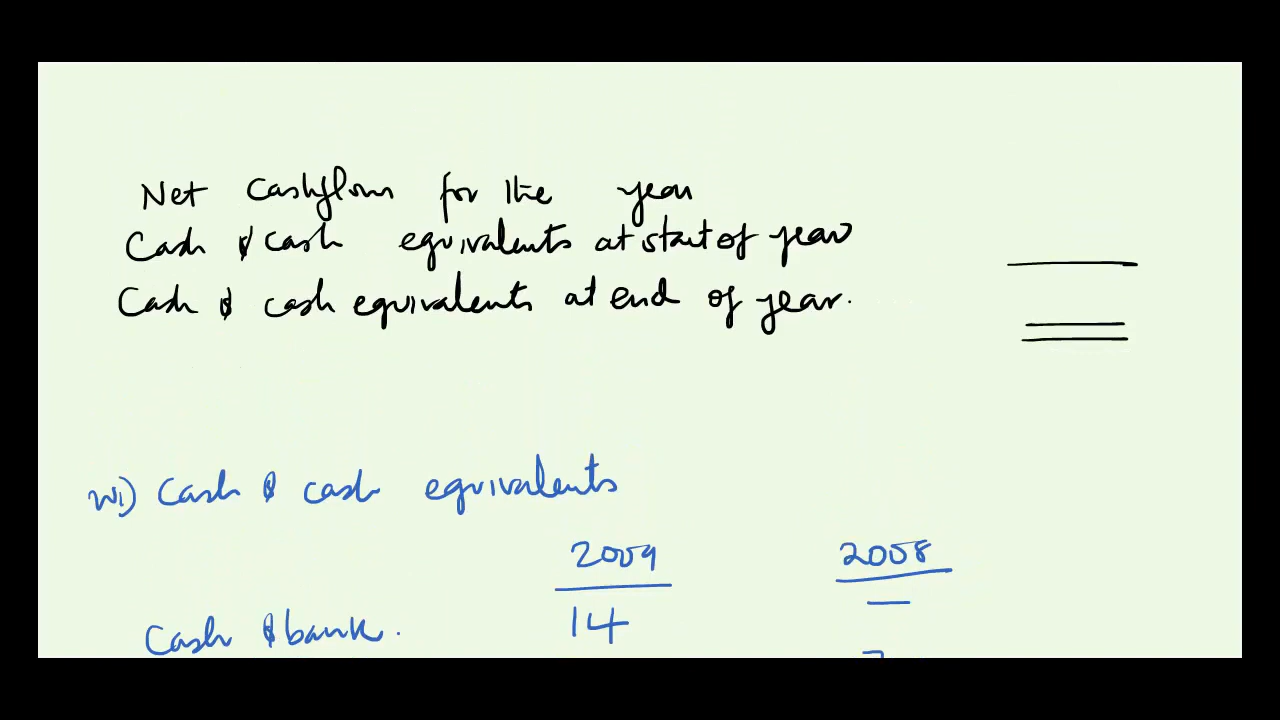 Net Cashflow for the year
Cash & cash equivalents at start of year
Cash & cash equivalents at end of year.
W1) Cash & cash equivalents
2009 2008
Cash & bank. 14 —